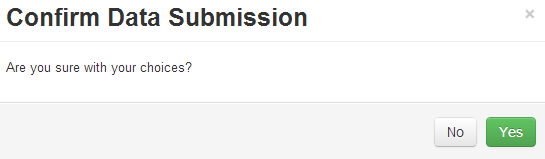 Confirm Data Submission ×
Are you sure with your choices?
No Yes